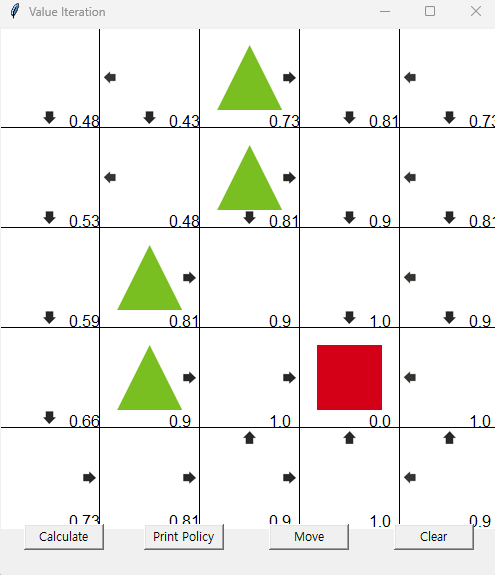 Value Iteration
0.48 0.43 0.73 0.81 0.73
0.53 0.48 0.81 0.9 0.81
0.59 0.81 0.9 1.0 0.9
0.66 0.9 1.0 0.0 1.0
0.73 0.81 0.9 1.0 0.9
Calculate Print Policy Move Clear